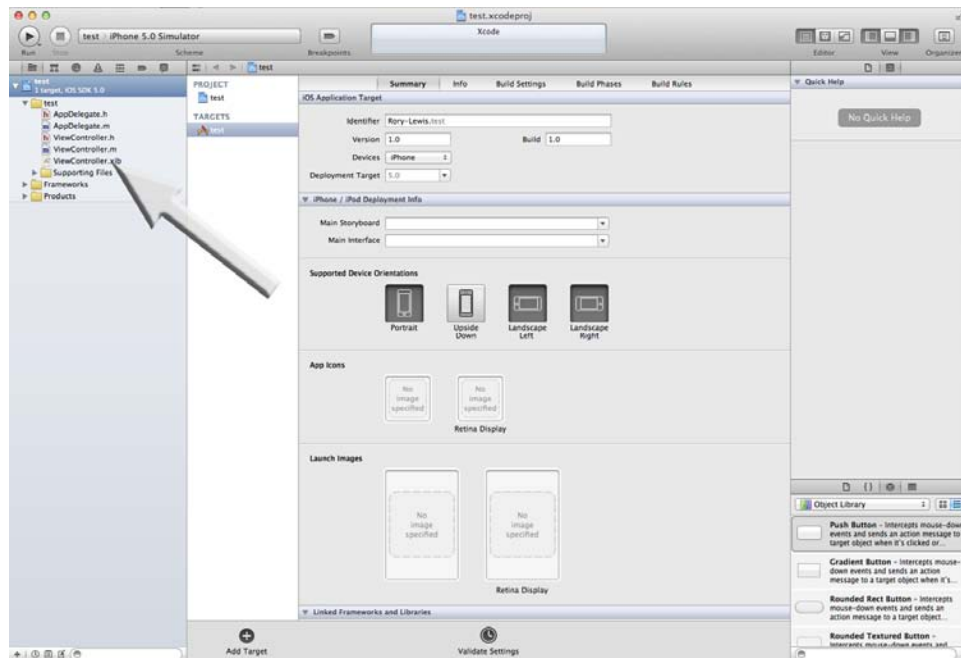 test.xcodeproj
Xcode
test iPhone 5.0 Simulator
Run Stop Scheme Breakpoints Editor View Organizer
test
test
1 target, iOS SDK 5.0
test
AppDelegate.h
AppDelegate.m
ViewController.h
ViewController.m
ViewController.xib
Supporting Files
Frameworks
Products
PROJECT
test
TARGETS
test
Summary Info Build Settings Build Phases Build Rules
iOS Application Target
Identifier Rory-Lewis.test
Version 1.0 Build 1.0
Devices iPhone
Deployment Target 5.0
iPhone / iPod Deployment Info
Main Storyboard
Main Interface
Supported Device Orientations
Portrait Upside Down Landscape Left Landscape Right
App Icons
No image specified
No image specified
Retina Display
Launch Images
No image specified
No image specified
Retina Display
Linked Frameworks and Libraries
Add Target Validate Settings
Quick Help
No Quick Help
Object Library
Push Button - Intercepts mouse-down
events and sends an action message to
target object when it's clicked or...
Gradient Button - Intercepts mouse-
down events and sends an action
message to a target object when it's...
Rounded Rect Button - Intercepts
mouse-down events and sends an
action message to a target object...
Rounded Textured Button -
Intercepts mouse-down events and